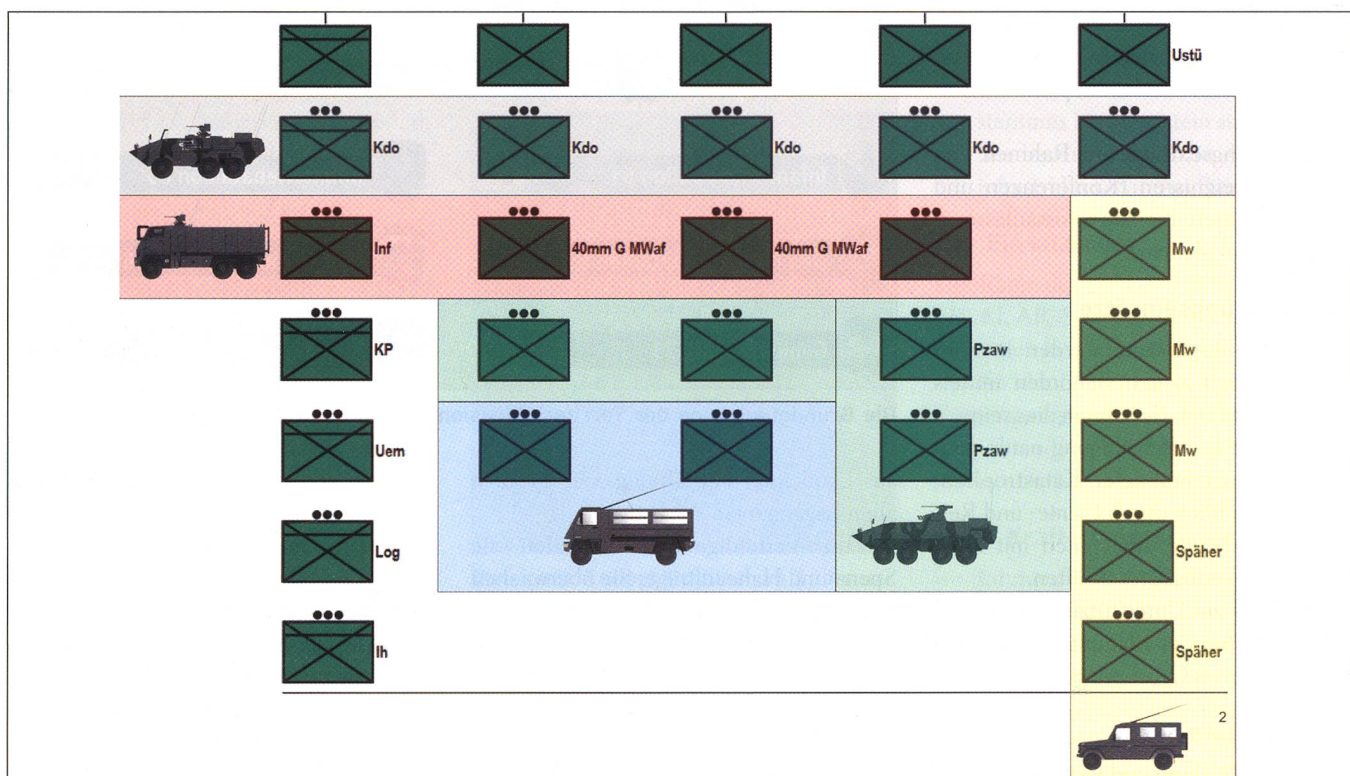 Ustü
Kdo Kdo Kdo Kdo Kdo
Inf 40mm G MWaf 40mm G MWaf Mw
KP Pzaw Mw
Uem Pzaw Mw
Log Späher
Ih Späher
2